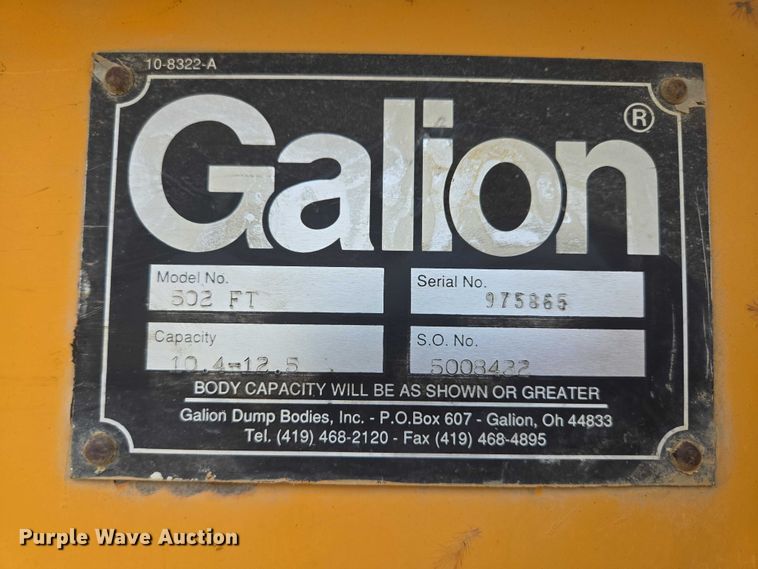 10-8322-A
Galion®
Model No.
502 FT
Serial No.
975865
Capacity
10.4-12.5
S.O. No.
5008422
BODY CAPACITY WILL BE AS SHOWN OR GREATER
Galion Dump Bodies, Inc. - P.O.Box 607 - Galion, Oh 44833
Tel. (419) 468-2120 - Fax (419) 468-4895
Purple Wave Auction